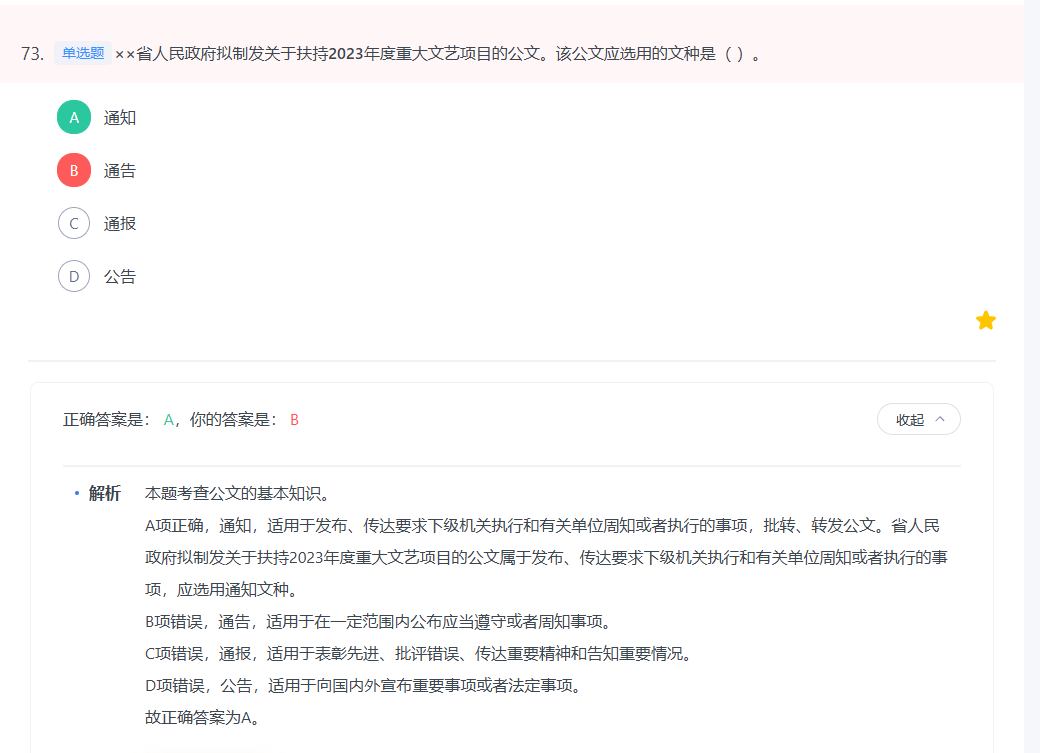 73. 单选题 ××省人民政府拟制发关于扶持2023年度重大文艺项目的公文。该公文应选用的文种是（ ）。
A 通知
B 通告
C 通报
D 公告
正确答案是： A，你的答案是： B
收起
• 解析 本题考查公文的基本知识。
A项正确，通知，适用于发布、传达要求下级机关执行和有关单位周知或者执行的事项，批转、转发公文。省人民
政府拟制发关于扶持2023年度重大文艺项目的公文属于发布、传达要求下级机关执行和有关单位周知或者执行的事
项，应选用通知文种。
B项错误，通告，适用于在一定范围内公布应当遵守或者周知事项。
C项错误，通报，适用于表彰先进、批评错误、传达重要精神和告知重要情况。
D项错误，公告，适用于向国内外宣布重要事项或者法定事项。
故正确答案为A。